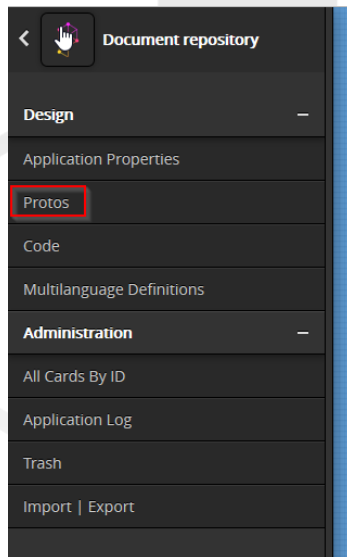 Document repository
Design
Application Properties
Protos
Code
Multilanguage Definitions
Administration
All Cards By ID
Application Log
Trash
Import | Export